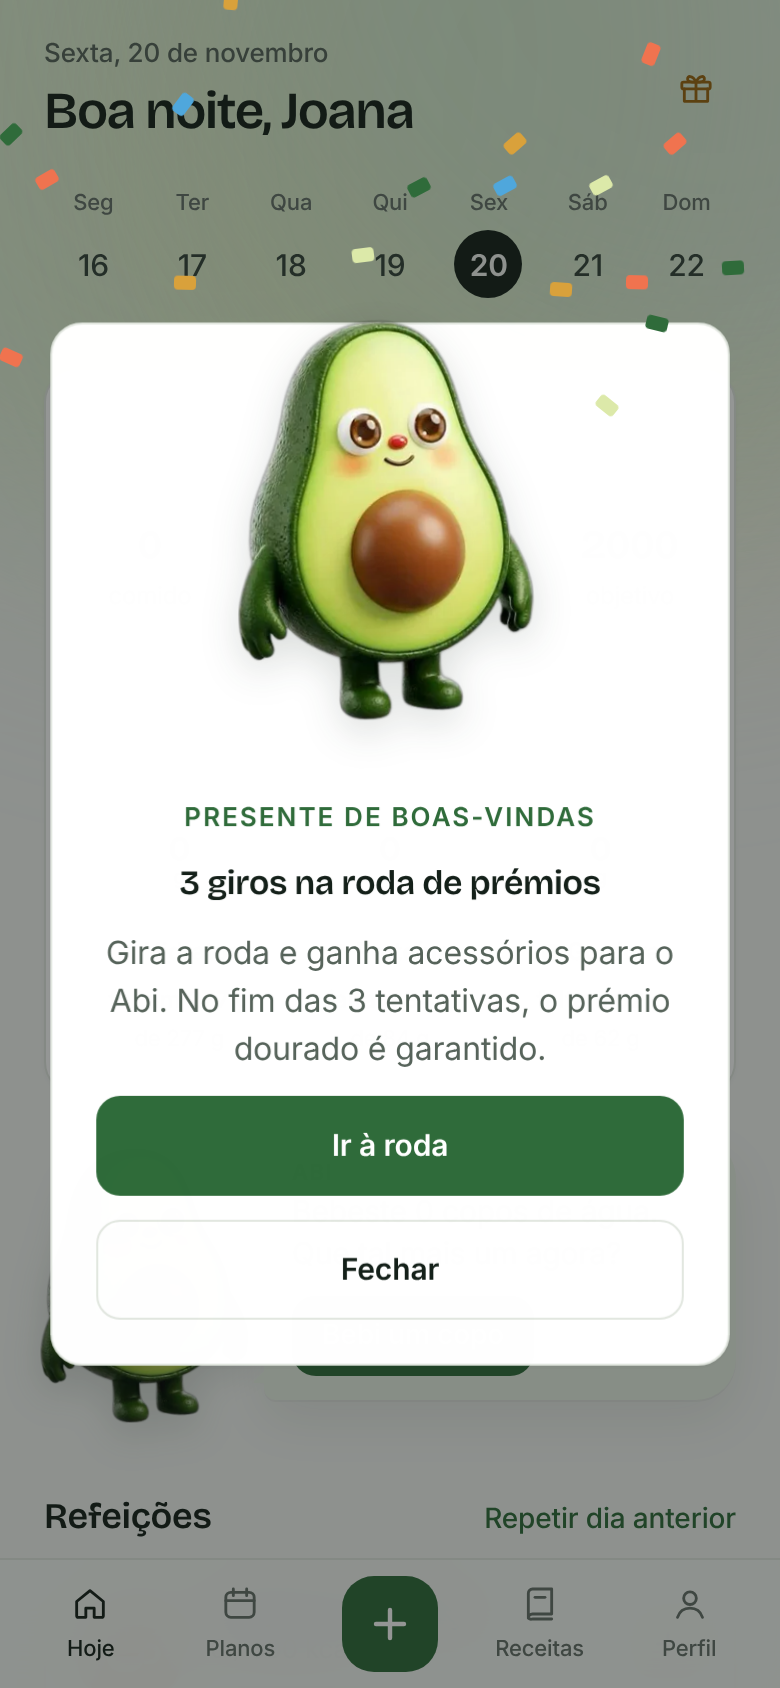 Sexta, 20 de novembro
Boa noite, Joana
Seg Ter Qua Qui Sex Sáb Dom
16 17 18 19 20 21 22
PRESENTE DE BOAS-VINDAS
3 giros na roda de prémios
Gira a roda e ganha acessórios para o
Abi. No fim das 3 tentativas, o prémio
dourado é garantido.
Ir à roda
Fechar
Refeições
Repetir dia anterior
Hoje Planos Receitas Perfil